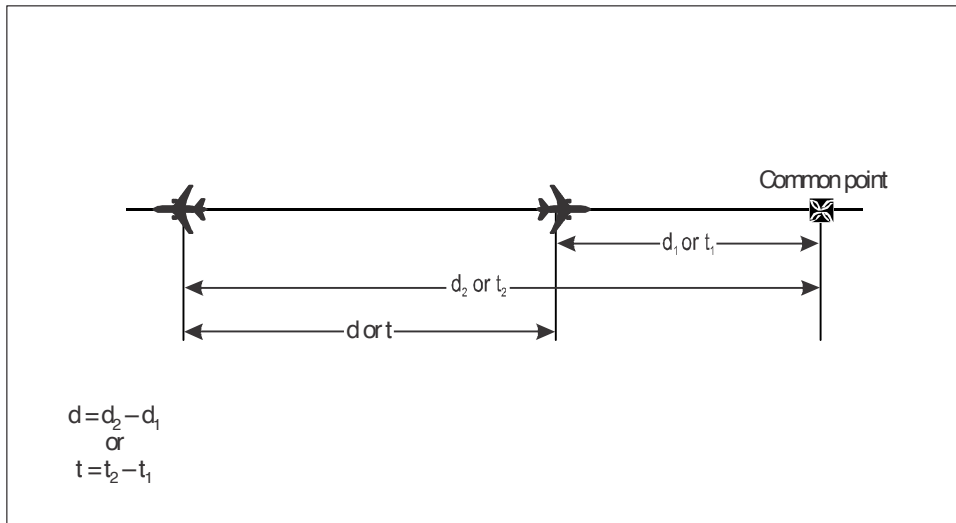 Common point
d₁ or t₁
d₂ or t₂
d or t
d = d₂ – d₁
or
t = t₂ – t₁